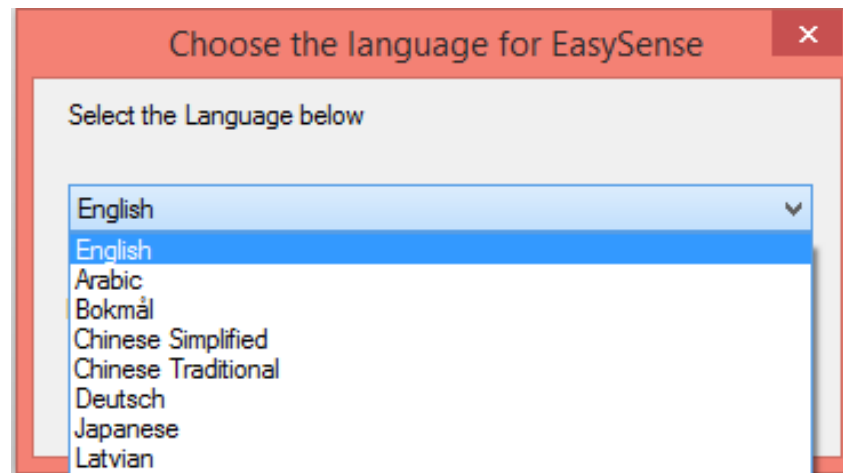 Choose the language for EasySense
Select the Language below
English
English
Arabic
Bokmål
Chinese Simplified
Chinese Traditional
Deutsch
Japanese
Latvian